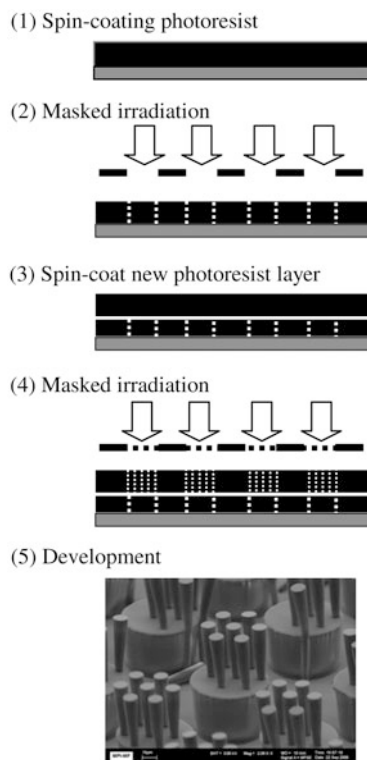 (1) Spin-coating photoresist
(2) Masked irradiation
(3) Spin-coat new photoresist layer
(4) Masked irradiation
(5) Development